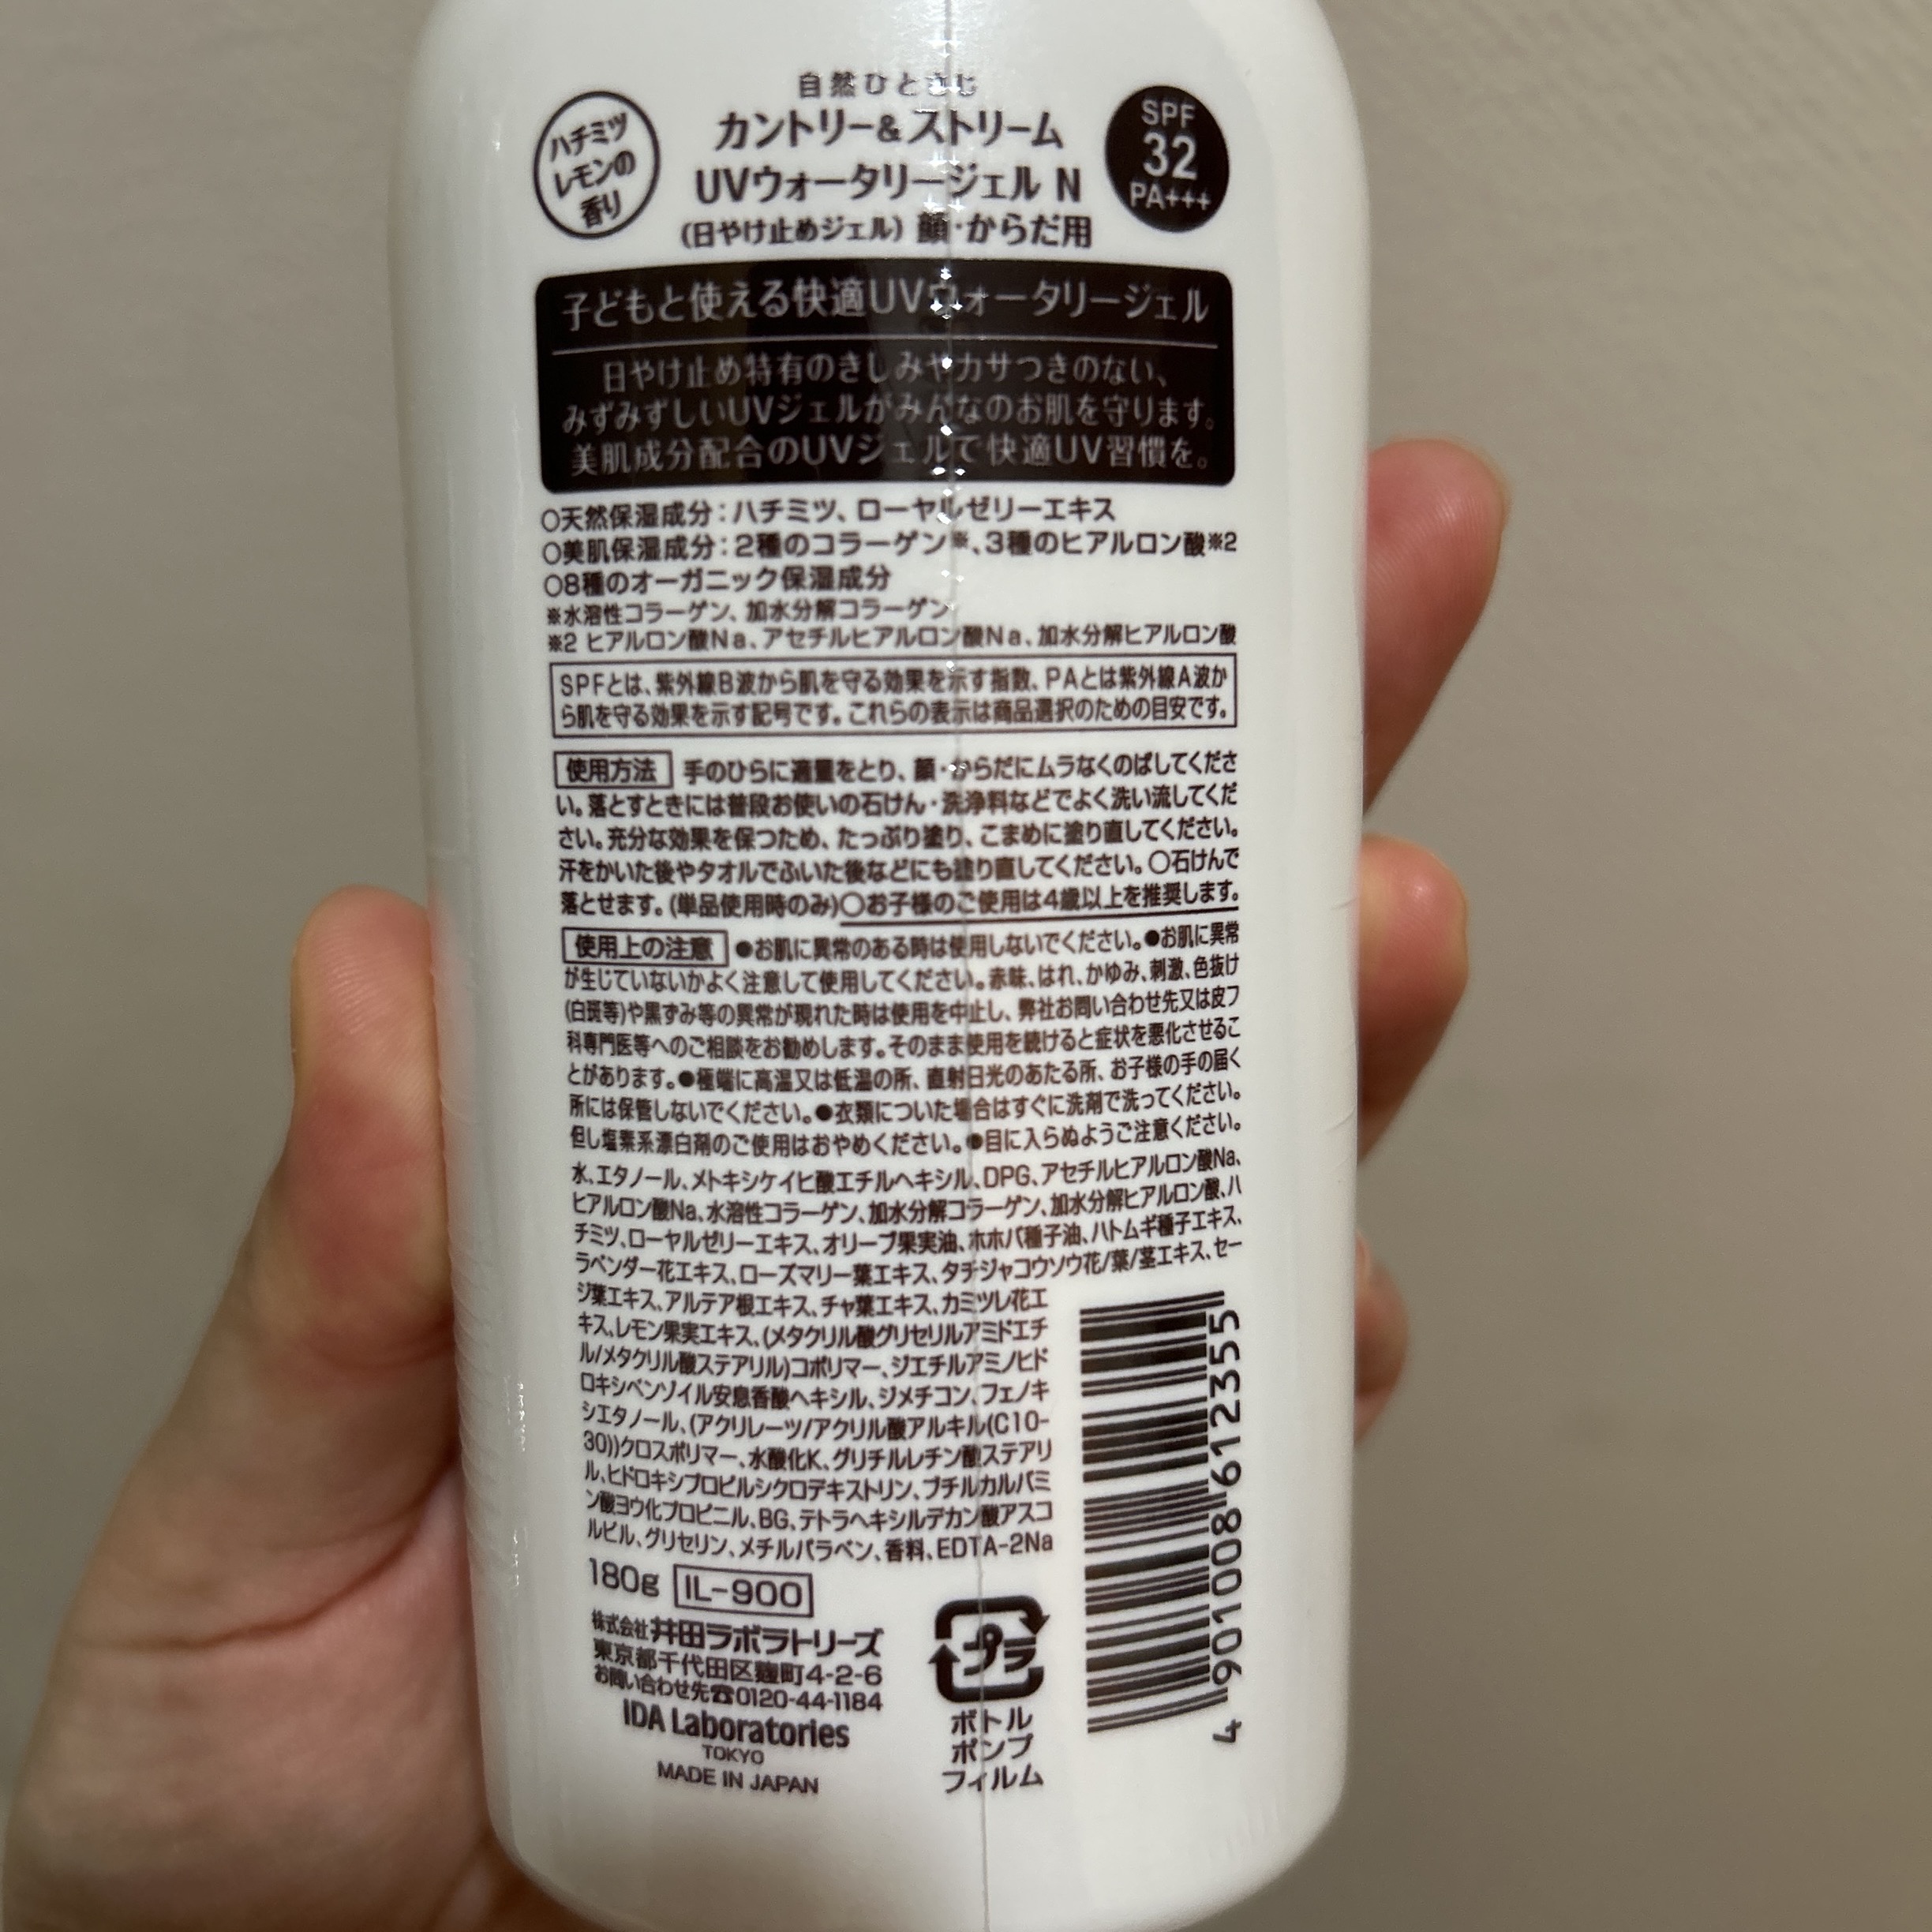 自然ひとさじ
カントリー&ストリーム
UVウォータリージェル N
(日やけ止めジェル) 顔・からだ用
ハチミツ
レモンの
香り
SPF
32
PA+++
子どもと使える快適UVウォータリージェル
日やけ止め特有のきしみやカサつきのない、
みずみずしいUVジェルがみんなのお肌を守ります。
美肌成分配合のUVジェルで快適UV習慣を。
○天然保湿成分：ハチミツ、ローヤルゼリーエキス
○美肌保湿成分：2種のコラーゲン※、3種のヒアルロン酸※2
○8種のオーガニック保湿成分
※水溶性コラーゲン、加水分解コラーゲン
※2 ヒアルロン酸Na、アセチルヒアルロン酸Na、加水分解ヒアルロン酸
SPFとは、紫外線B波から肌を守る効果を示す指数、PAとは紫外線A波か
ら肌を守る効果を示す記号です。これらの表示は商品選択のための目安です。
使用方法 手のひらに適量をとり、顔・からだにムラなくのばしてくださ
い。落とすときには普段お使いの石けん・洗浄料などでよく洗い流してくだ
さい。充分な効果を保つため、たっぷり塗り、こまめに塗り直してください。
汗をかいた後やタオルでふいた後などにも塗り直してください。○石けんで
落とせます。(単品使用時のみ)○お子様のご使用は4歳以上を推奨します。
使用上の注意 ●お肌に異常のある時は使用しないでください。●お肌に異常
が生じていないかよく注意して使用してください。赤味、はれ、かゆみ、刺激、色抜け
(白斑等)や黒ずみ等の異常が現れた時は使用を中止し、弊社お問い合わせ先又は皮フ
科専門医等へのご相談をお勧めします。そのまま使用を続けると症状を悪化させるこ
とがあります。●極端に高温又は低温の所、直射日光のあたる所、お子様の手の届く
所には保管しないでください。●衣類についた場合はすぐに洗剤で洗ってください。
但し塩素系漂白剤のご使用はおやめください。●目に入らぬようご注意ください。
水、エタノール、メトキシケイヒ酸エチルヘキシル、DPG、アセチルヒアルロン酸Na、
ヒアルロン酸Na、水溶性コラーゲン、加水分解コラーゲン、加水分解ヒアルロン酸、ハ
チミツ、ローヤルゼリーエキス、オリーブ果実油、ホホバ種子油、ハトムギ種子エキス、
ラベンダー花エキス、ローズマリー葉エキス、タチジャコウソウ花/葉/茎エキス、セー
ジ葉エキス、アルテア根エキス、チャ葉エキス、カミツレ花エ
キス、レモン果実エキス、(メタクリル酸グリセリルアミドエチ
ル/メタクリル酸ステアリル)コポリマー、ジエチルアミノヒド
ロキシベンゾイル安息香酸ヘキシル、ジメチコン、フェノキ
シエタノール、(アクリレーツ/アクリル酸アルキル(C10-
30))クロスポリマー、水酸化K、グリチルレチン酸ステアリ
ル、ヒドロキシプロピルシクロデキストリン、ブチルカルバミ
ン酸ヨウ化プロピニル、BG、テトラヘキシルデカン酸アスコ
ルビル、グリセリン、メチルパラベン、香料、EDTA-2Na
180g IL-900
株式会社井田ラボラトリーズ
東京都千代田区麹町4-2-6
お問い合わせ先☎0120-44-1184
IDA Laboratories
TOKYO
MADE IN JAPAN
プラ
ボトル
ポンプ
フィルム
4 901008 612355